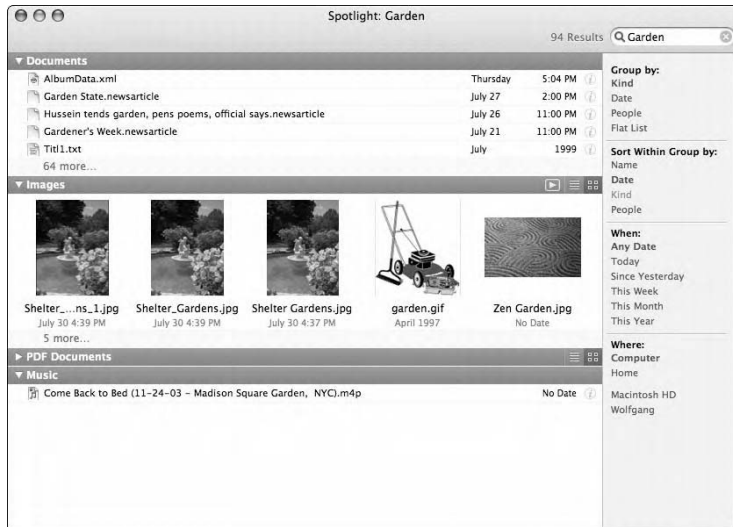 Spotlight: Garden
94 Results Garden
Documents
AlbumData.xml Thursday 5:04 PM
Garden State.newsarticle July 27 2:00 PM
Hussein tends garden, pens poems, official says.newsarticle July 26 11:00 PM
Gardener's Week.newsarticle July 21 11:00 PM
Titl1.txt July 1999
64 more...
Images
Shelter_...ns_1.jpg Shelter_Gardens.jpg Shelter Gardens.jpg garden.gif Zen Garden.jpg
July 30 4:39 PM July 30 4:39 PM July 30 4:37 PM April 1997 No Date
5 more...
PDF Documents
Music
Come Back to Bed (11-24-03 - Madison Square Garden, NYC).m4p No Date
Group by:
Kind
Date
People
Flat List
Sort Within Group by:
Name
Date
Kind
People
When:
Any Date
Today
Since Yesterday
This Week
This Month
This Year
Where:
Computer
Home
Macintosh HD
Wolfgang